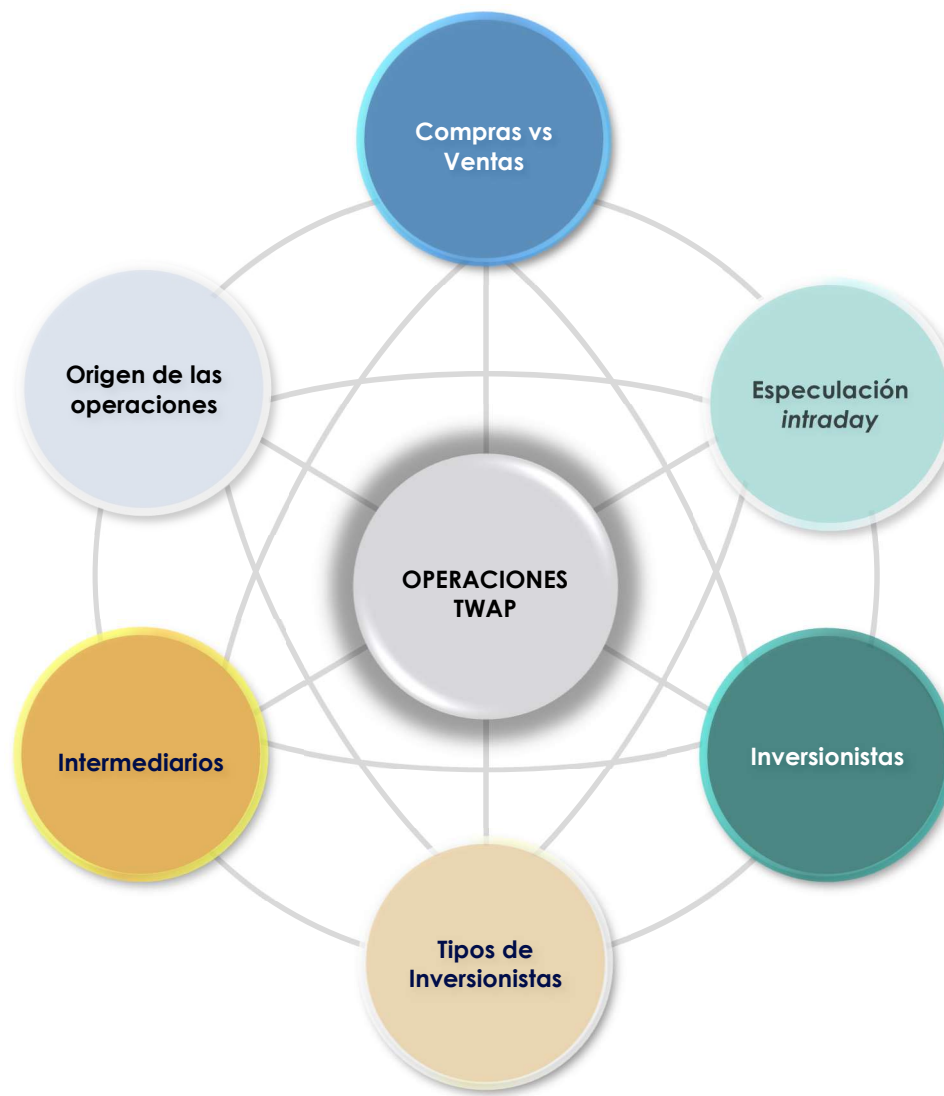 Compras vs
Ventas
Origen de las
operaciones
Especulación
intraday
OPERACIONES
TWAP
Intermediarios
Inversionistas
Tipos de
Inversionistas